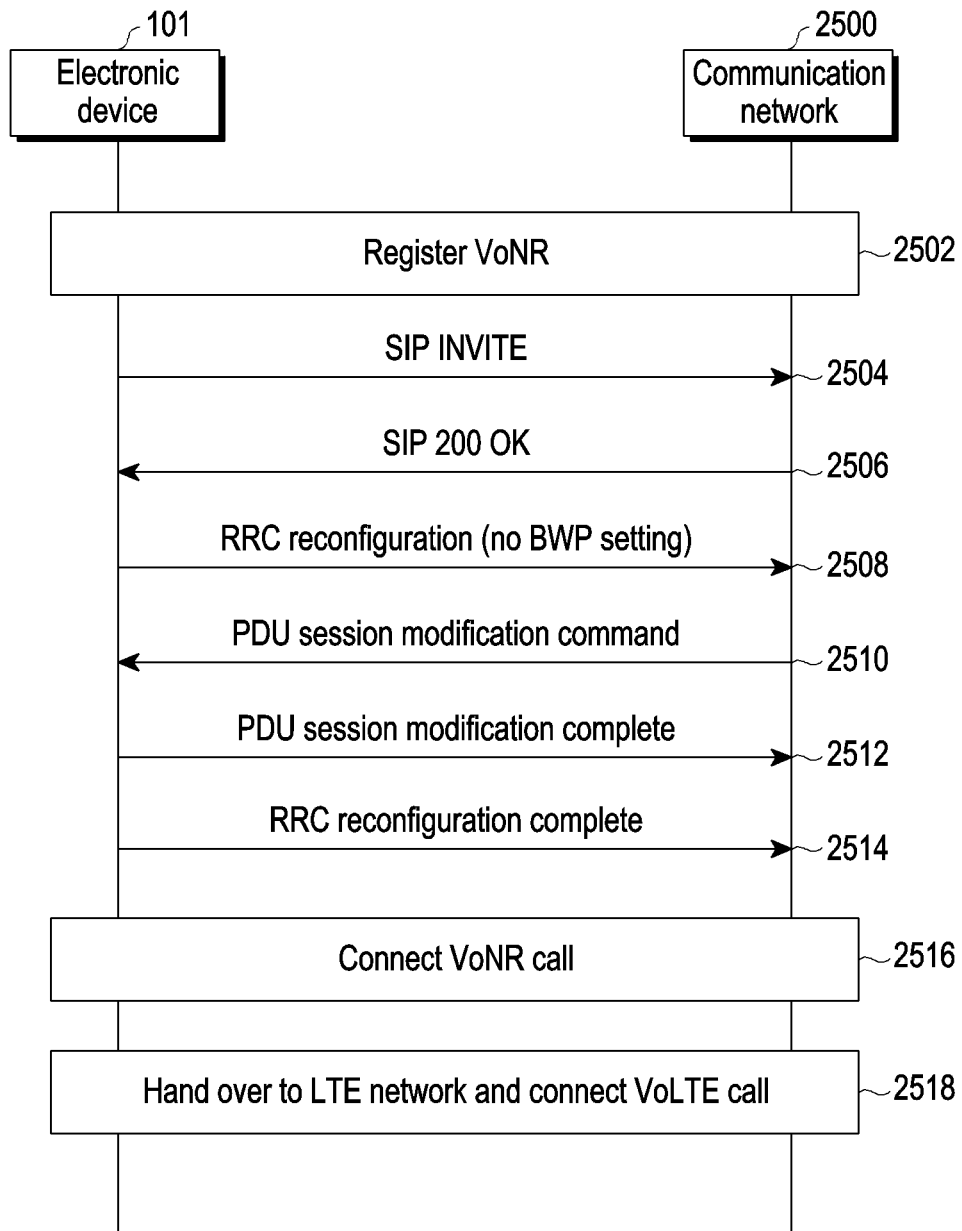 101
2500
Electronic
device
Communication
network
Register VoNR
2502
SIP INVITE
2504
SIP 200 OK
2506
RRC reconfiguration (no BWP setting)
2508
PDU session modification command
2510
PDU session modification complete
2512
RRC reconfiguration complete
2514
Connect VoNR call
2516
Hand over to LTE network and connect VoLTE call
2518